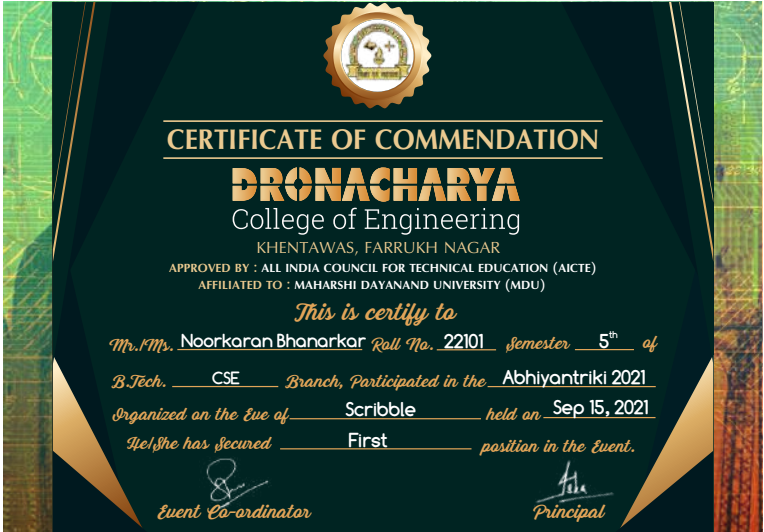 CERTIFICATE OF COMMENDATION
DRONACHARYA
College of Engineering
KHENTAWAS, FARRUKH NAGAR
APPROVED BY : ALL INDIA COUNCIL FOR TECHNICAL EDUCATION (AICTE)
AFFILIATED TO : MAHARSHI DAYANAND UNIVERSITY (MDU)
This is certify to
Mr./Ms. Noorkaran Bhanarkar Roll No. 22101 Semester 5th of
B.Tech. CSE Branch, Participated in the Abhiyantriki 2021
Organized on the Eve of Scribble held on Sep 15, 2021
He/She has Secured First position in the Event.
Event Co-ordinator Principal